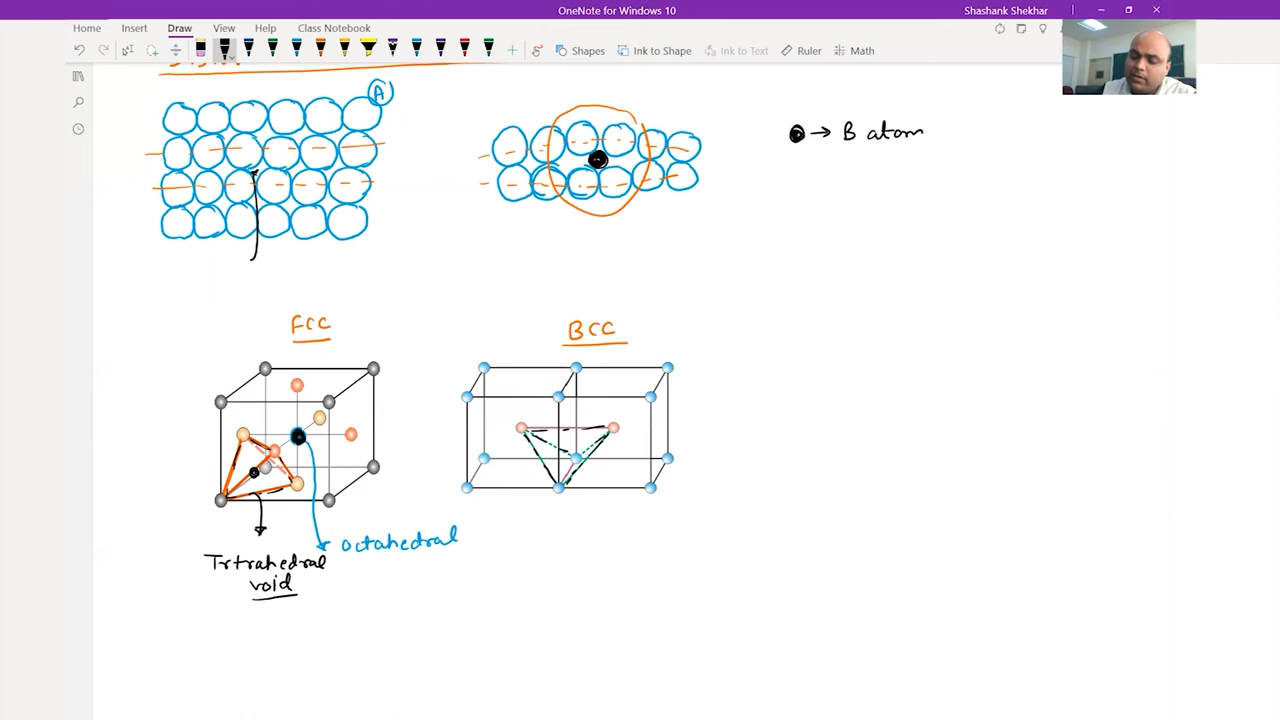 OneNote for Windows 10
Shashank Shekhar
Home Insert Draw View Help Class Notebook
Shapes Ink to Shape Ink to Text Ruler Math
A
→ B atom
FCC
BCC
octahedral
Trtrahedral
void